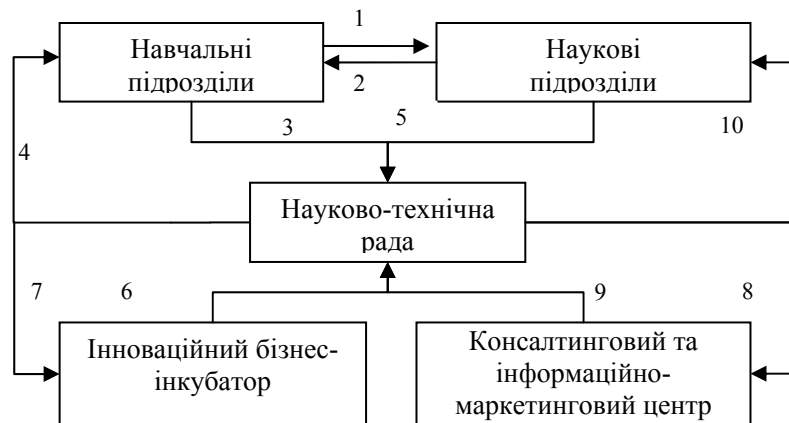 1
Навчальні
підрозділи
Наукові
підрозділи
2
3
5
10
4
Науково-технічна
рада
7
6
9
8
Інноваційний бізнес-
інкубатор
Консалтинговий та
інформаційно-
маркетинговий центр